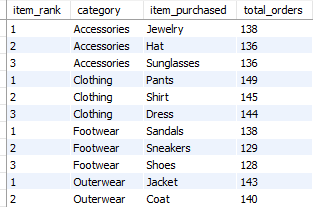 item_rank category item_purchased total_orders
1 Accessories Jewelry 138
2 Accessories Hat 136
3 Accessories Sunglasses 136
1 Clothing Pants 149
2 Clothing Shirt 145
3 Clothing Dress 144
1 Footwear Sandals 138
2 Footwear Sneakers 129
3 Footwear Shoes 128
1 Outerwear Jacket 143
2 Outerwear Coat 140